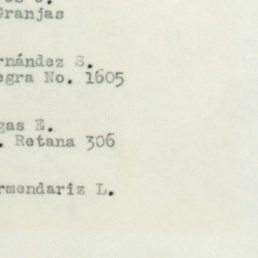 Granjas
rnández S.
egra No. 1605
gas E.
. Retana 306
rmendariz L.